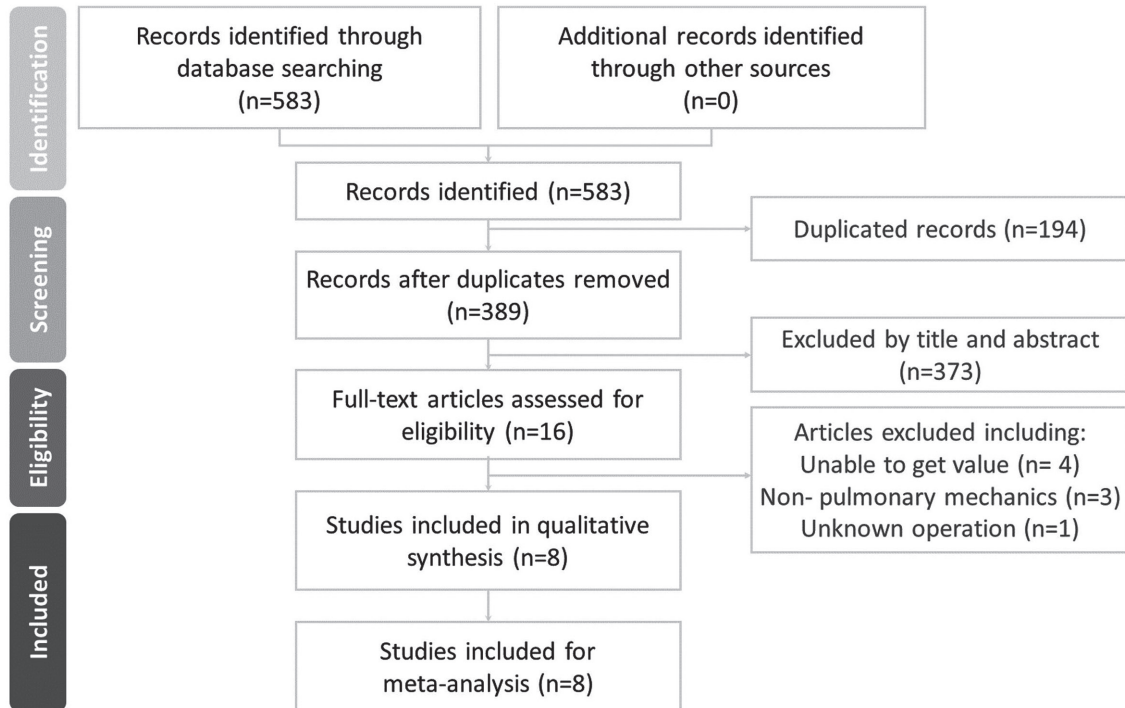 Identification
Records identified through
database searching
(n=583)
Additional records identified
through other sources
(n=0)
Records identified (n=583)
Screening
Duplicated records (n=194)
Records after duplicates removed
(n=389)
Excluded by title and abstract
(n=373)
Eligibility
Full-text articles assessed for
eligibility (n=16)
Articles excluded including:
Unable to get value (n= 4)
Non- pulmonary mechanics (n=3)
Unknown operation (n=1)
Included
Studies included in qualitative
synthesis (n=8)
Studies included for
meta-analysis (n=8)